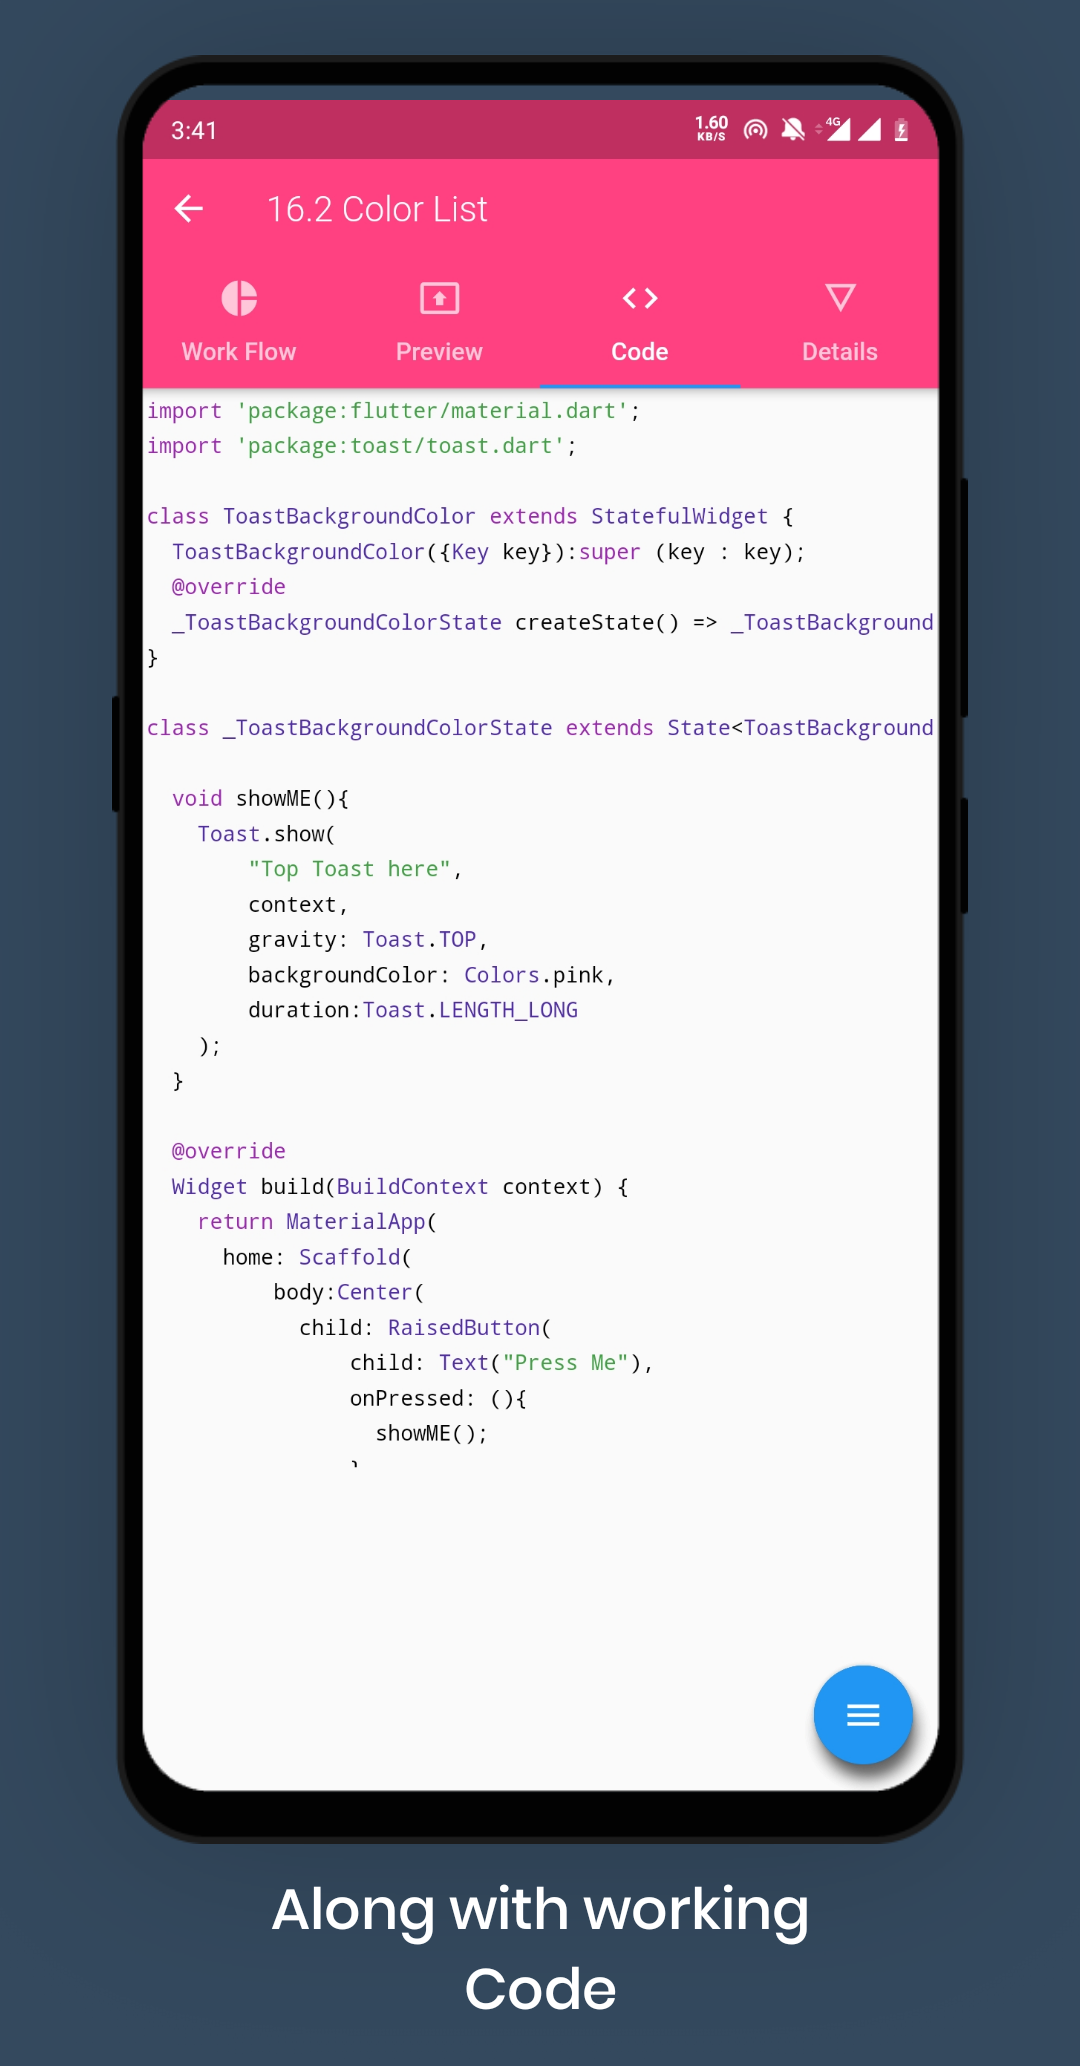 3:41
1.60
KB/S
4G
16.2 Color List
Work Flow Preview Code Details
import 'package:flutter/material.dart';
import 'package:toast/toast.dart';
class ToastBackgroundColor extends StatefulWidget {
  ToastBackgroundColor({Key key}):super (key : key);
  @override
  _ToastBackgroundColorState createState() => _ToastBackground
}
class _ToastBackgroundColorState extends State<ToastBackground
  void showME(){
    Toast.show(
        "Top Toast here",
        context,
        gravity: Toast.TOP,
        backgroundColor: Colors.pink,
        duration:Toast.LENGTH_LONG
    );
  }
  @override
  Widget build(BuildContext context) {
    return MaterialApp(
      home: Scaffold(
          body:Center(
            child: RaisedButton(
                child: Text("Press Me"),
                onPressed: (){
                  showME();
                }
Along with working
Code